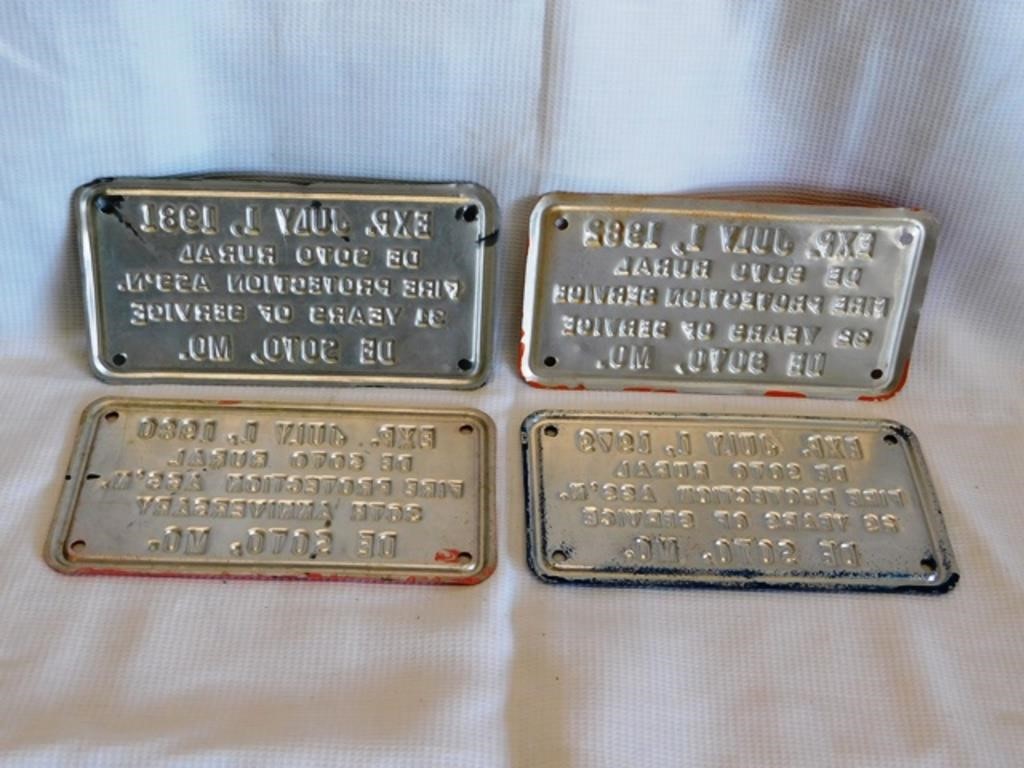 EXP. JULY 1, 1981
DE SOTO RURAL
FIRE PROTECTION ASS'N.
31 YEARS OF SERVICE
DE SOTO, MO.
EXP. JULY 1, 1982
DE SOTO RURAL
FIRE PROTECTION SERVICE
32 YEARS OF SERVICE
DE SOTO, MO.
EXP. JULY 1, 1980
DE SOTO RURAL
FIRE PROTECTION ASS'N.
30TH ANNIVERSARY
DE SOTO, MO.
EXP. JULY 1, 1979
DE SOTO RURAL
FIRE PROTECTION ASS'N.
YEARS OF SERVICE
DE SOTO, MO.